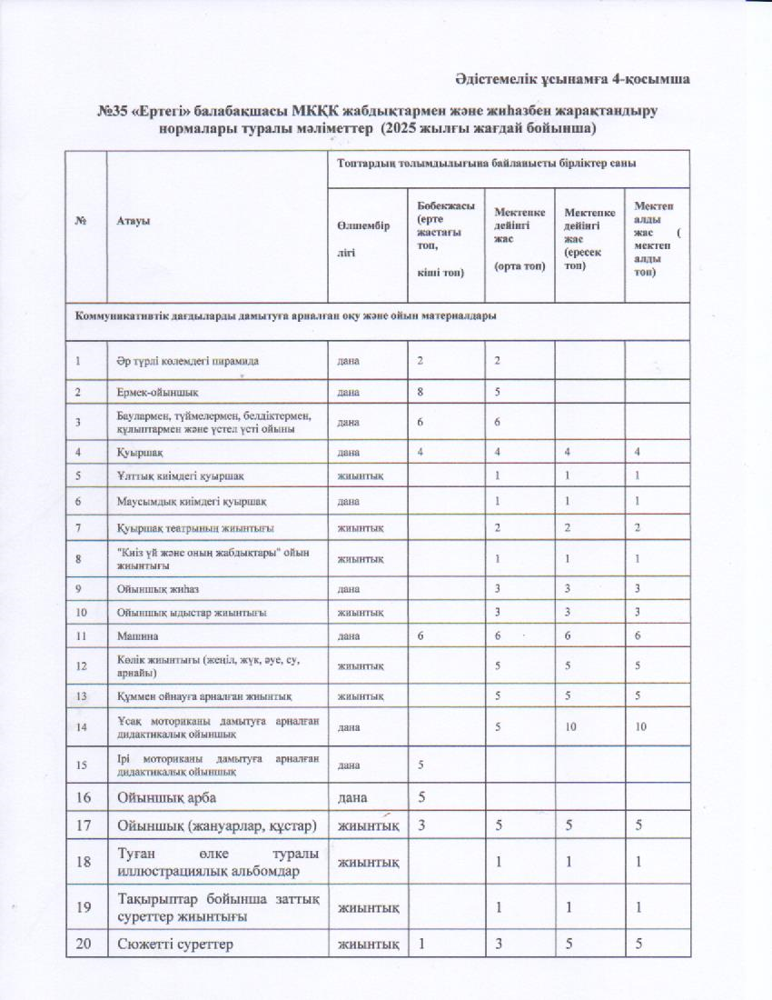 Әдістемелік ұсынамға 4-қосымша
№35 «Ертегі» балабақшасы МКҚК жабдықтармен және жиһазбен жарақтандыру
нормалары туралы мәліметтер (2025 жылғы жағдай бойынша)
Топтардың толымдылығына байланысты бірліктер саны
№ Атауы
Өлшембір
лігі
Бөбекжасы
(ерте
жастағы
топ,
кіші топ)
Мектепке
дейінгі
жас
(орта топ)
Мектепке
дейінгі
жас
(ересек
топ)
Мектеп
алды
жас (
мектеп
алды
топ)
Коммуникативтік дағдыларды дамытуға арналған оқу және ойын материалдары
1 Әр түрлі көлемдегі пирамида дана 2 2
2 Ермек-ойыншық дана 8 5
3 Баулармен, түймелермен, белдіктермен,
құлыптармен және үстел үсті ойыны дана 6 6
4 Қуыршақ дана 4 4 4 4
5 Ұлттық киімдегі қуыршақ жиынтық 1 1 1
6 Маусымдық киімдегі қуыршақ дана 1 1 1
7 Қуыршақ театрының жиынтығы жиынтық 2 2 2
8 "Киіз үй және оның жабдықтары" ойын
жиынтығы жиынтық 1 1 1
9 Ойыншық жиһаз дана 3 3 3
10 Ойыншық ыдыстар жиынтығы жиынтық 3 3 3
11 Машина дана 6 6 6 6
12 Көлік жиынтығы (жеңіл, жүк, әуе, су,
арнайы) жиынтық 5 5 5
13 Құммен ойнауға арналған жиынтық жиынтық 5 5 5
14 Ұсақ моториканы дамытуға арналған
дидактикалық ойыншық дана 5 10 10
15 Ірі моториканы дамытуға арналған
дидактикалық ойыншық дана 5
16 Ойыншық арба дана 5
17 Ойыншық (жануарлар, құстар) жиынтық 3 5 5 5
18 Туған өлке туралы
иллюстрациялық альбомдар жиынтық 1 1 1
19 Тақырыптар бойынша заттық
суреттер жиынтығы жиынтық 1 1 1
20 Сюжетті суреттер жиынтық 1 3 5 5